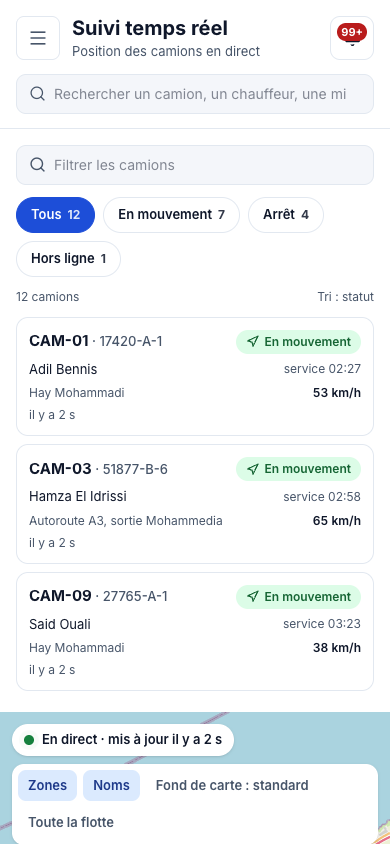 Suivi temps réel
Position des camions en direct
99+
Rechercher un camion, un chauffeur, une mi
Filtrer les camions
Tous 12
En mouvement 7
Arrêt 4
Hors ligne 1
12 camions
Tri : statut
CAM-01 · 17420-A-1
En mouvement
Adil Bennis
service 02:27
Hay Mohammadi
53 km/h
il y a 2 s
CAM-03 · 51877-B-6
En mouvement
Hamza El Idrissi
service 02:58
Autoroute A3, sortie Mohammedia
65 km/h
il y a 2 s
CAM-09 · 27765-A-1
En mouvement
Said Ouali
service 03:23
Hay Mohammadi
38 km/h
il y a 2 s
En direct · mis à jour il y a 2 s
Zones
Noms
Fond de carte : standard
Toute la flotte